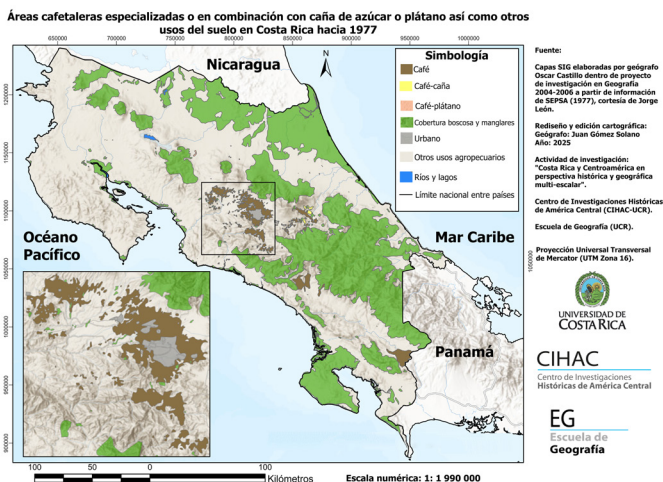 Áreas cafetaleras especializadas o en combinación con caña de azúcar o plátano así como otros
usos del suelo en Costa Rica hacia 1977
650000 700000 750000 800000 850000 900000
Nicaragua
N
Simbología
Café
Café-caña
Café-plátano
Cobertura boscosa y manglares
Urbano
Otros usos agropecuarios
Ríos y lagos
Límite nacional entre países
1200000
1150000
1100000
1050000
1000000
950000
900000
1050000
Océano
Pacífico
Mar Caribe
Panamá
100 50 0 100
Kilómetros
Escala numérica: 1: 1 990 000
Fuente:
Capas SIG elaboradas por geógrafo
Oscar Castillo dentro de proyecto
de investigación en Geografía
2004-2006 a partir de información
de SEPSA (1977), cortesía de Jorge
León.
Rediseño y edición cartográfica:
Geógrafo: Juan Gómez Solano
Año: 2025
Actividad de investigación:
"Costa Rica y Centroamérica en
perspectiva histórica y geográfica
multi-escalar".
Centro de Investigaciones Históricas
de América Central (CIHAC-UCR).
Escuela de Geografía (UCR).
Proyección Universal Transversal
de Mercator (UTM Zona 16).
UNIVERSIDAD DE
COSTA RICA
CIHAC
Centro de Investigaciones
Históricas de América Central
EG
Escuela de
Geografía